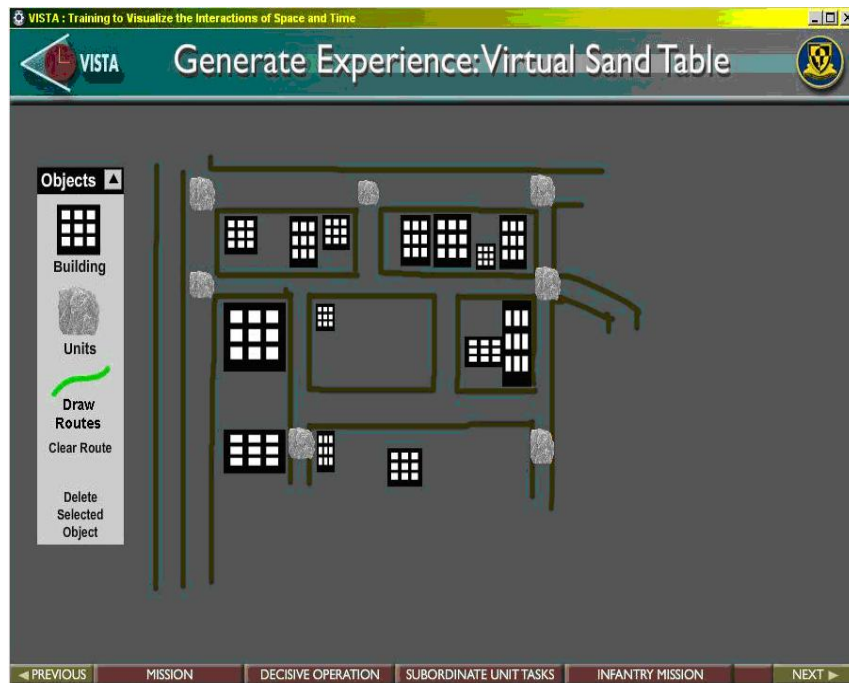 VISTA : Training to Visualize the Interactions of Space and Time
VISTA
Generate Experience: Virtual Sand Table
Objects
Building
Units
Draw
Routes
Clear Route
Delete
Selected
Object
PREVIOUS
MISSION
DECISIVE OPERATION
SUBORDINATE UNIT TASKS
INFANTRY MISSION
NEXT